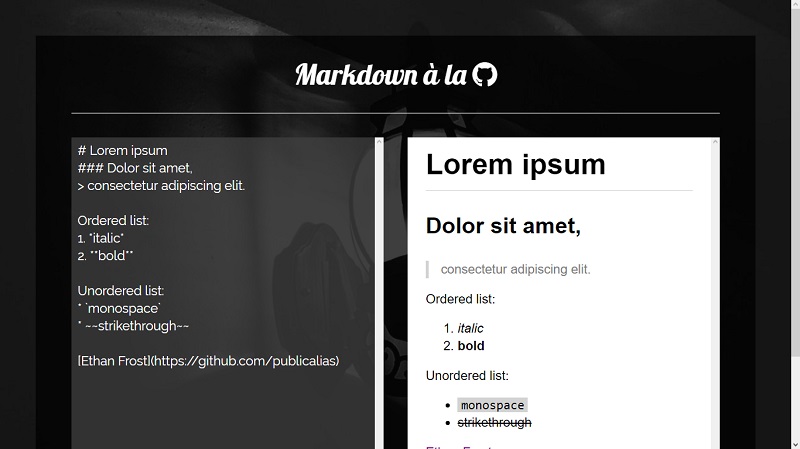 Markdown à la
# Lorem ipsum
### Dolor sit amet,
> consectetur adipiscing elit.
Ordered list:
1. *italic*
2. **bold**
Unordered list:
* `monospace`
* ~~strikethrough~~
[Ethan Frost](https://github.com/publicalias)
Lorem ipsum
Dolor sit amet,
consectetur adipiscing elit.
Ordered list:
1. italic
2. bold
Unordered list:
• monospace
• strikethrough
Ethan Frost